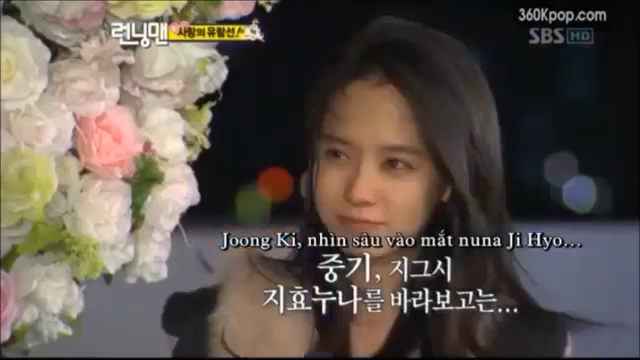 360Kpop.com
런닝맨 사랑의 유람선!
SBS HD
Joong Ki, nhìn sâu vào mắt nuna Ji Hyo...
중기, 지그시
지효누나를 바라보고는...